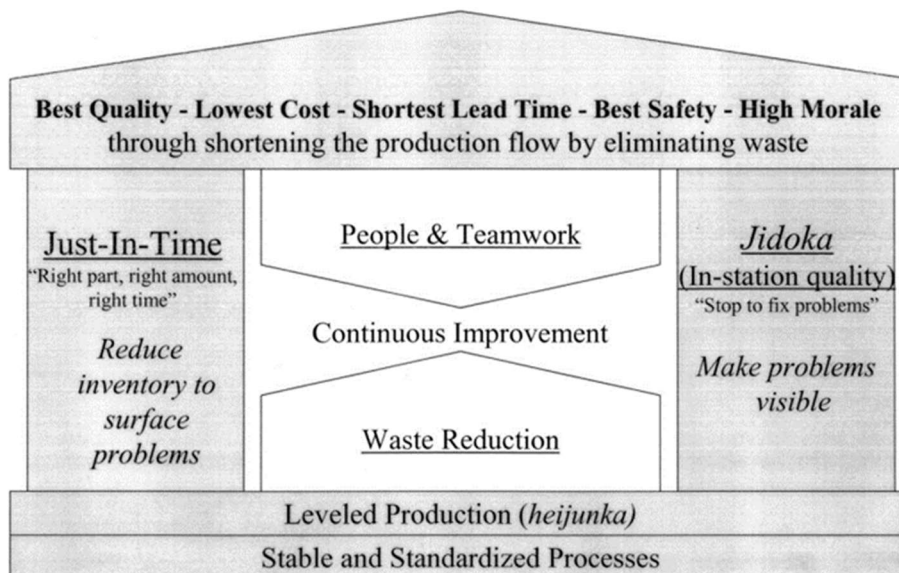 Best Quality - Lowest Cost - Shortest Lead Time - Best Safety - High Morale
through shortening the production flow by eliminating waste
Just-In-Time
“Right part, right amount,
right time”
Reduce
inventory to
surface
problems
People & Teamwork
Continuous Improvement
Waste Reduction
Jidoka
(In-station quality)
“Stop to fix problems”
Make problems
visible
Leveled Production (heijunka)
Stable and Standardized Processes